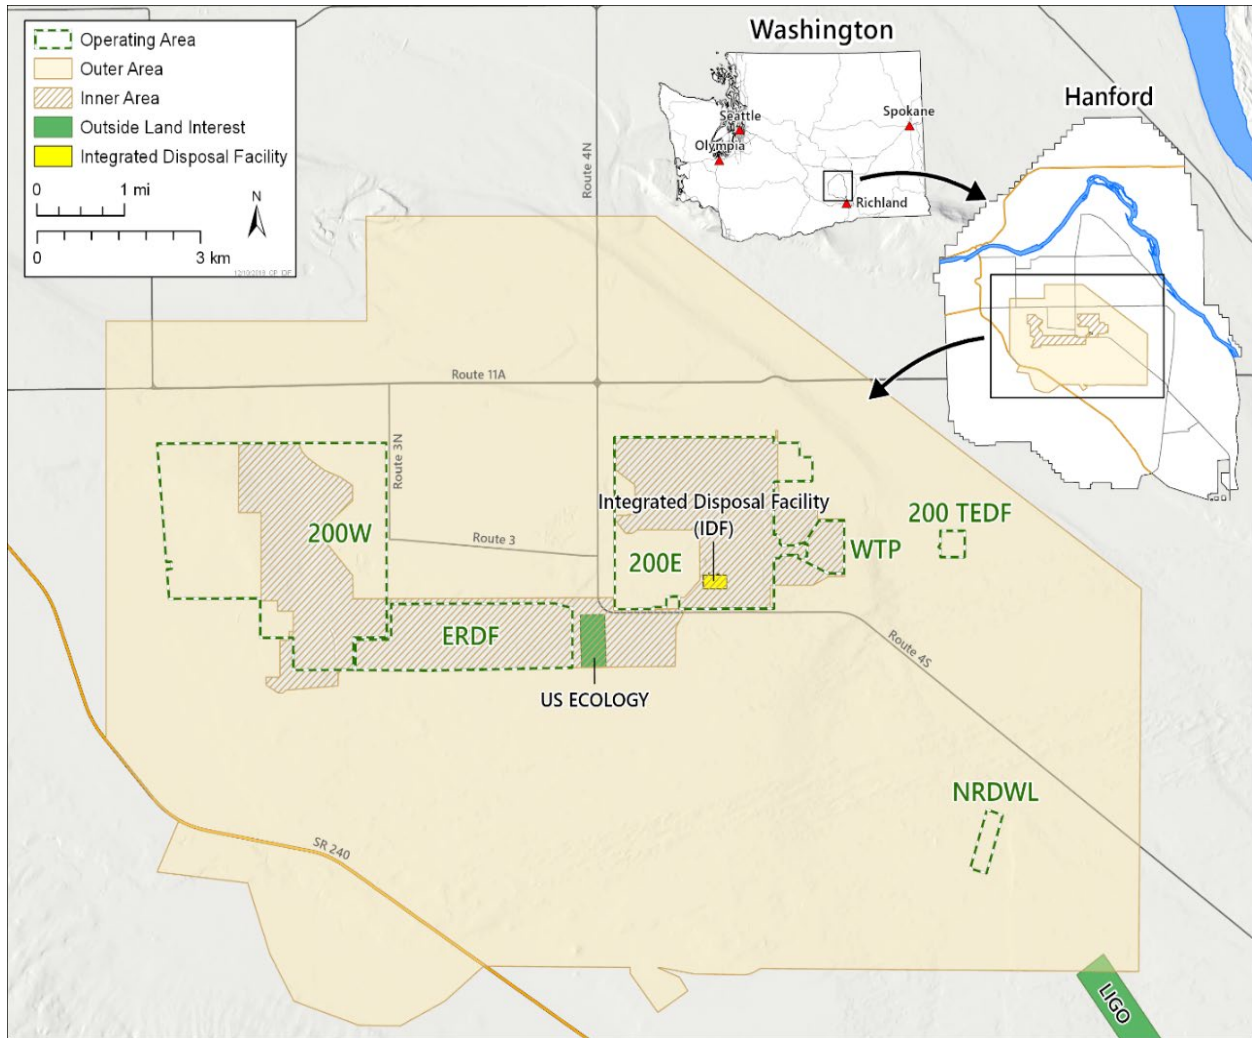 Operating Area
Outer Area
Inner Area
Outside Land Interest
Integrated Disposal Facility
0 1 mi
N
0 3 km
Washington
Seattle
Spokane
Olympia
Richland
Hanford
Route 4N
Route 11A
Route 3N
Route 3
200W
Integrated Disposal Facility
(IDF)
200E
WTP
200 TEDF
ERDF
US ECOLOGY
Route 4S
NRDWL
SR 240
LIGO